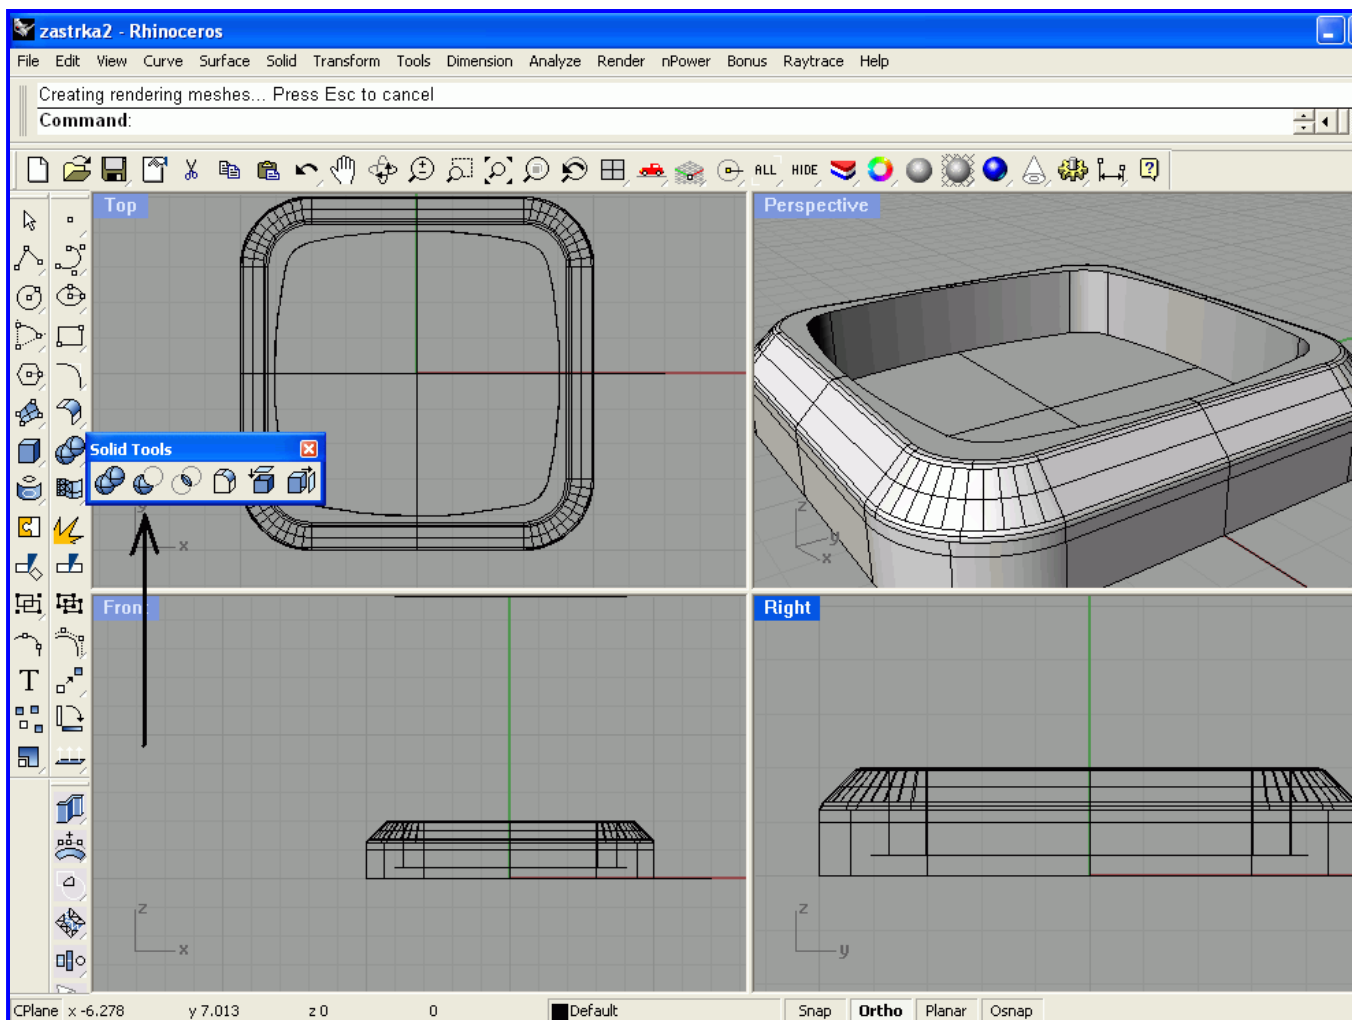 zastrka2 - Rhinoceros
File Edit View Curve Surface Solid Transform Tools Dimension Analyze Render nPower Bonus Raytrace Help
Creating rendering meshes... Press Esc to cancel
Command:
ALL HIDE
Top
Perspective
Solid Tools
T
y
x
z
y
x
Front
Right
z
x
z
y
CPlane x -6.278 y 7.013 z 0 0 Default Snap Ortho Planar Osnap